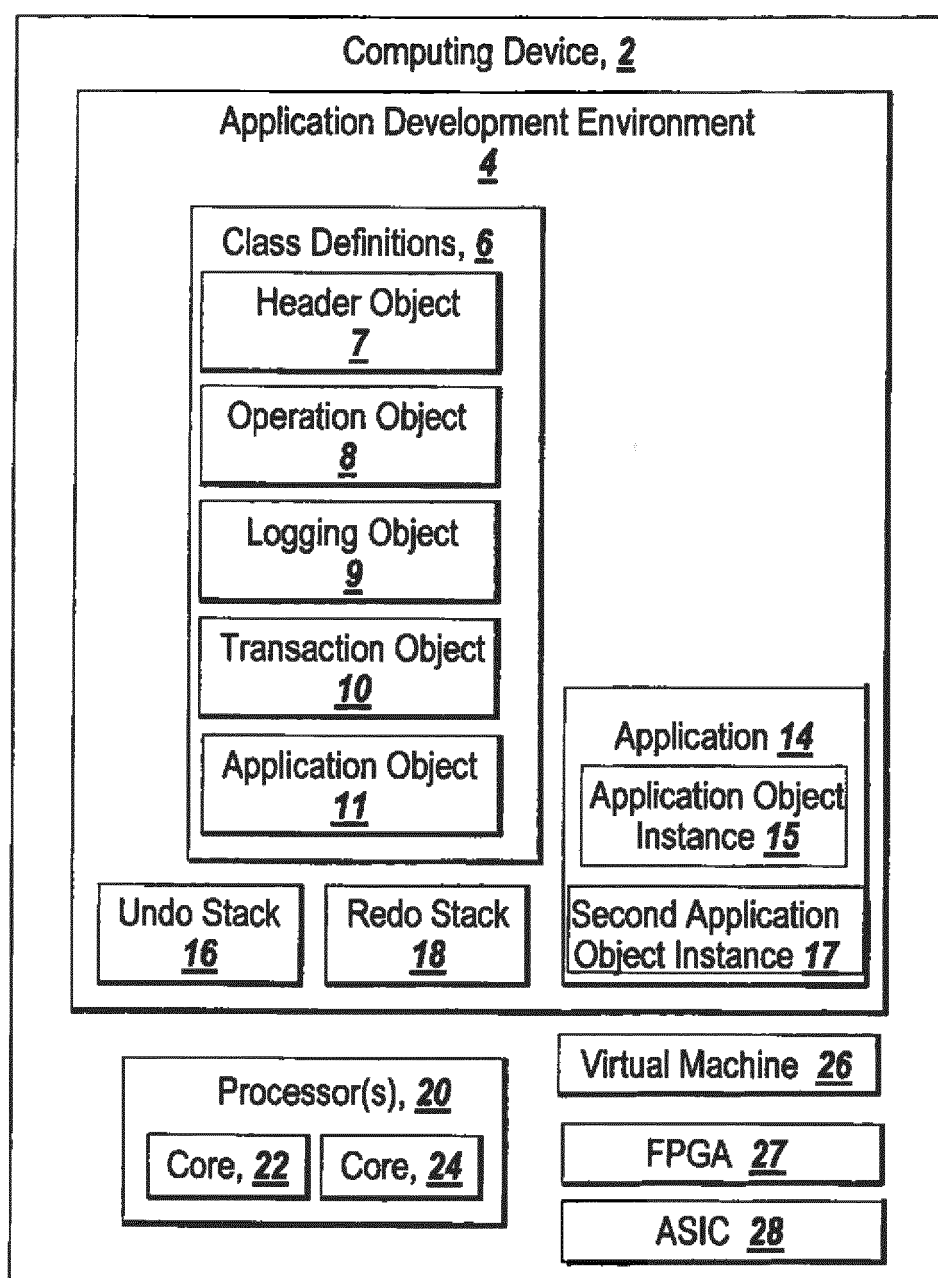 Computing Device, 2
Application Development Environment
4
Class Definitions, 6
Header Object
7
Operation Object
8
Logging Object
9
Transaction Object
10
Application Object
11
Application 14
Application Object
Instance 15
Second Application
Object Instance 17
Undo Stack
16
Redo Stack
18
Processor(s), 20
Core, 22
Core, 24
Virtual Machine 26
FPGA 27
ASIC 28